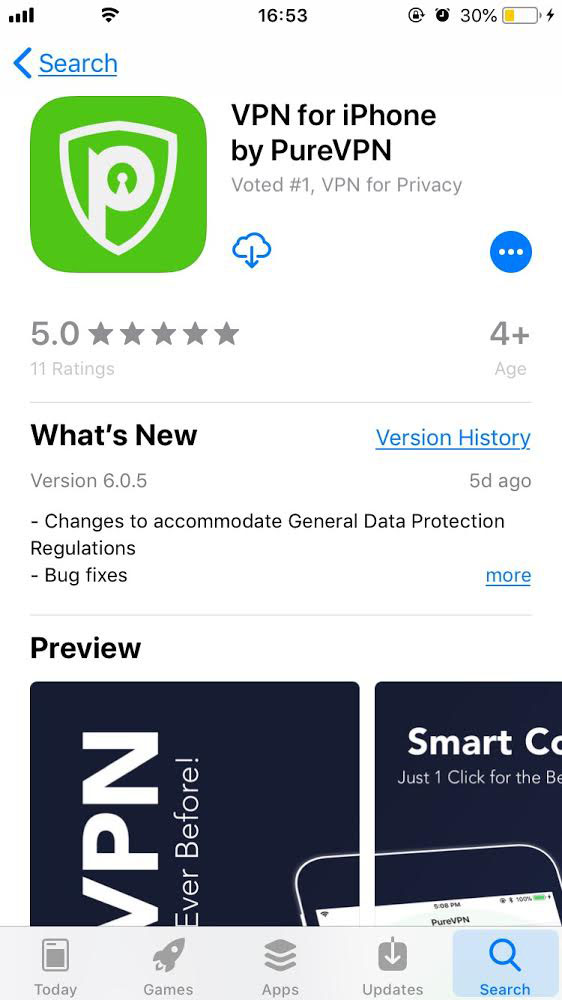 16:53
30%
Search
VPN for iPhone
by PureVPN
Voted #1, VPN for Privacy
5.0
4+
11 Ratings
Age
What’s New
Version History
Version 6.0.5
5d ago
- Changes to accommodate General Data Protection
Regulations
- Bug fixes
more
Preview
VPN
Ever Before!
Smart Co
Just 1 Click for the Be
5:08 PM
100%
PureVPN
Today
Games
Apps
Updates
Search